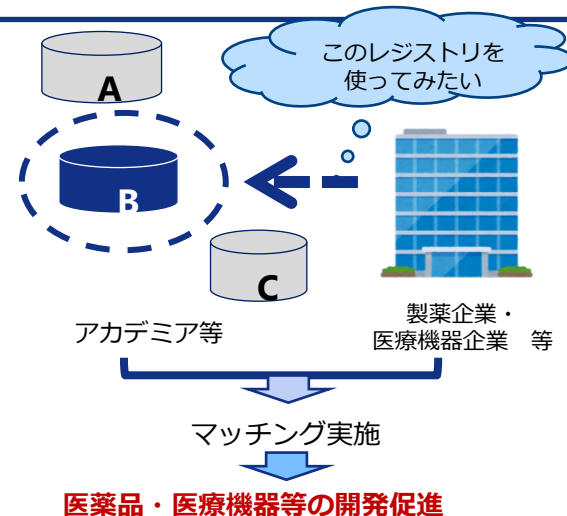 このレジストリを
使ってみたい
A
B
C
アカデミア等
製薬企業・
医療機器企業　等
マッチング実施
医薬品・医療機器等の開発促進